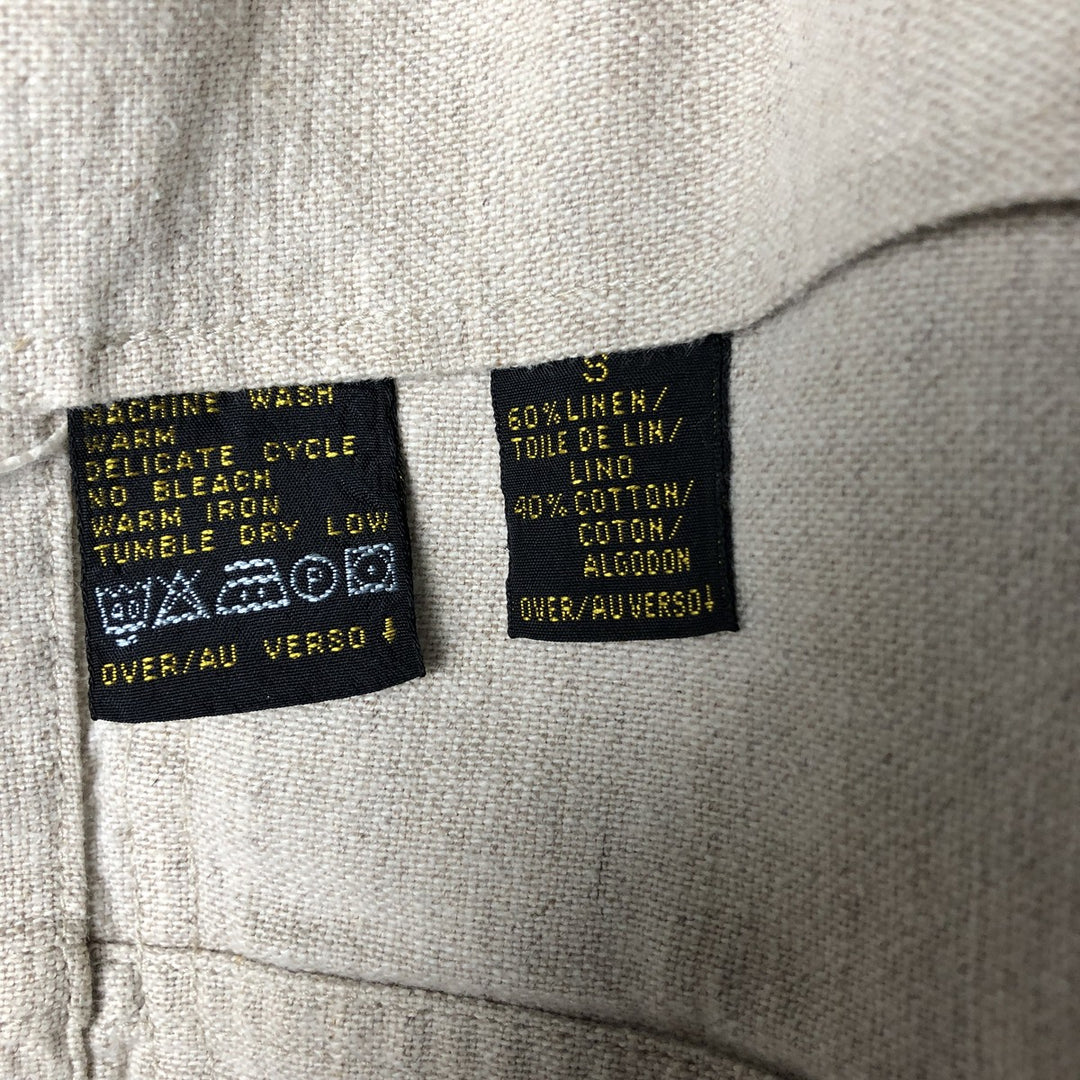 MACHINE WASH
WARM
DELICATE CYCLE
NO BLEACH
WARM IRON
TUMBLE DRY LOW
40 P
OVER/AU VERSO
S
60% LINEN/
TOILE DE LIN/
LINO
40% COTTON/
COTON/
ALGODON
OVER/AU VERSO